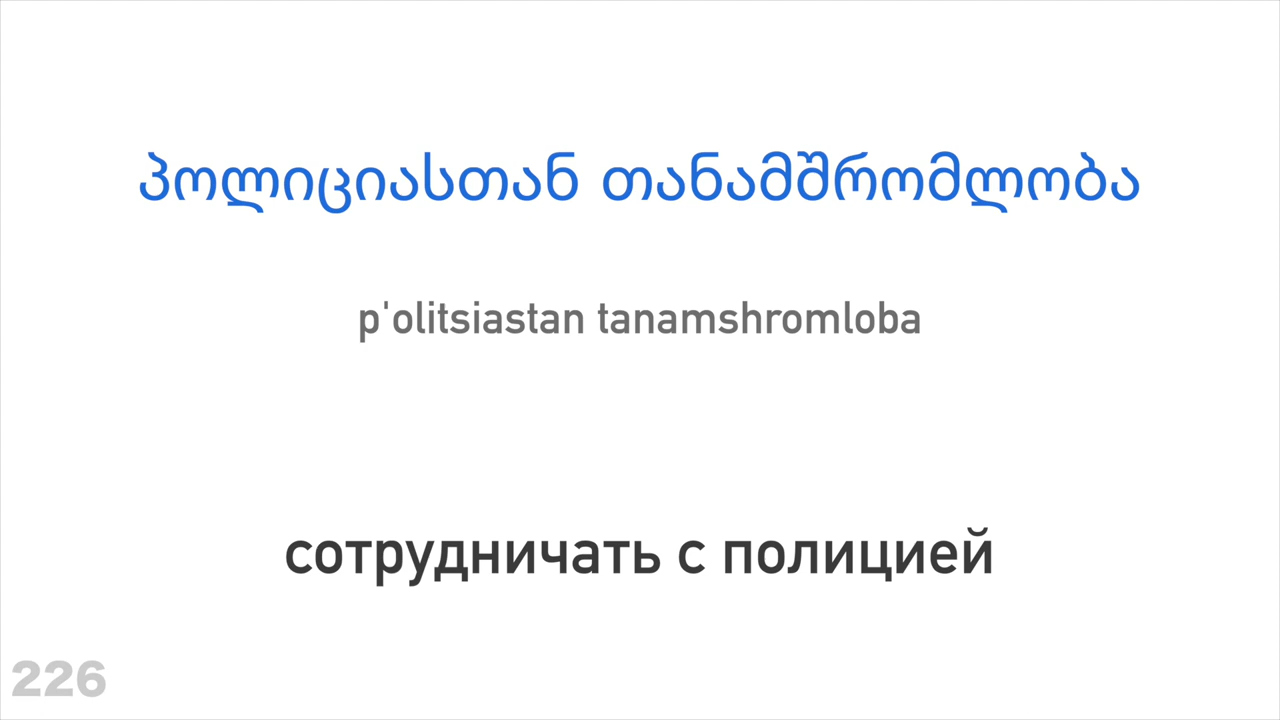 პოლიციასთან თანამშრომლობა
p'olitsiastan tanamshromloba
сотрудничать с полицией
226